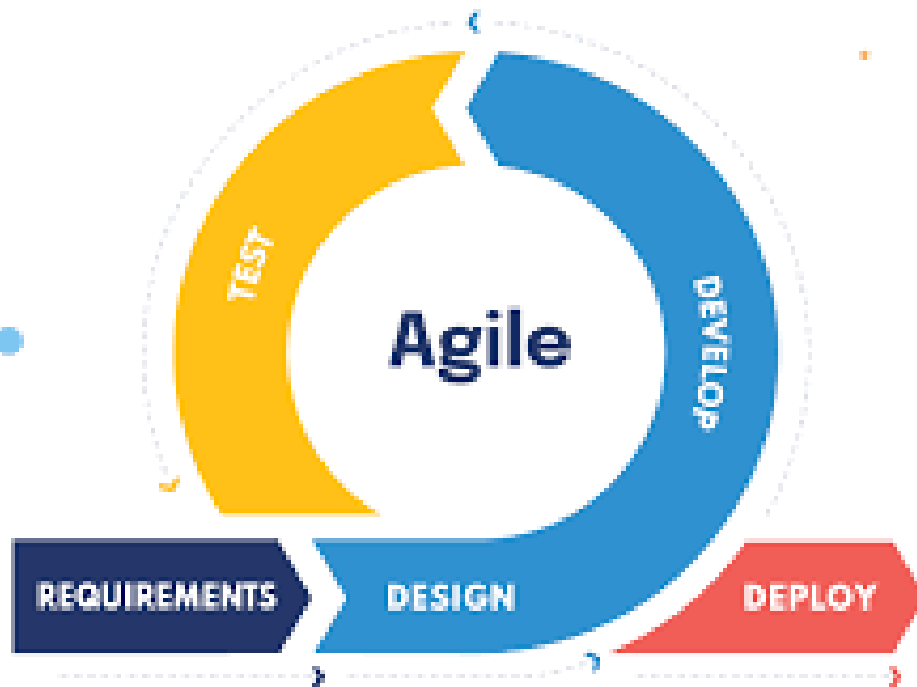 TEST
Agile
DEVELOP
REQUIREMENTS
DESIGN
DEPLOY